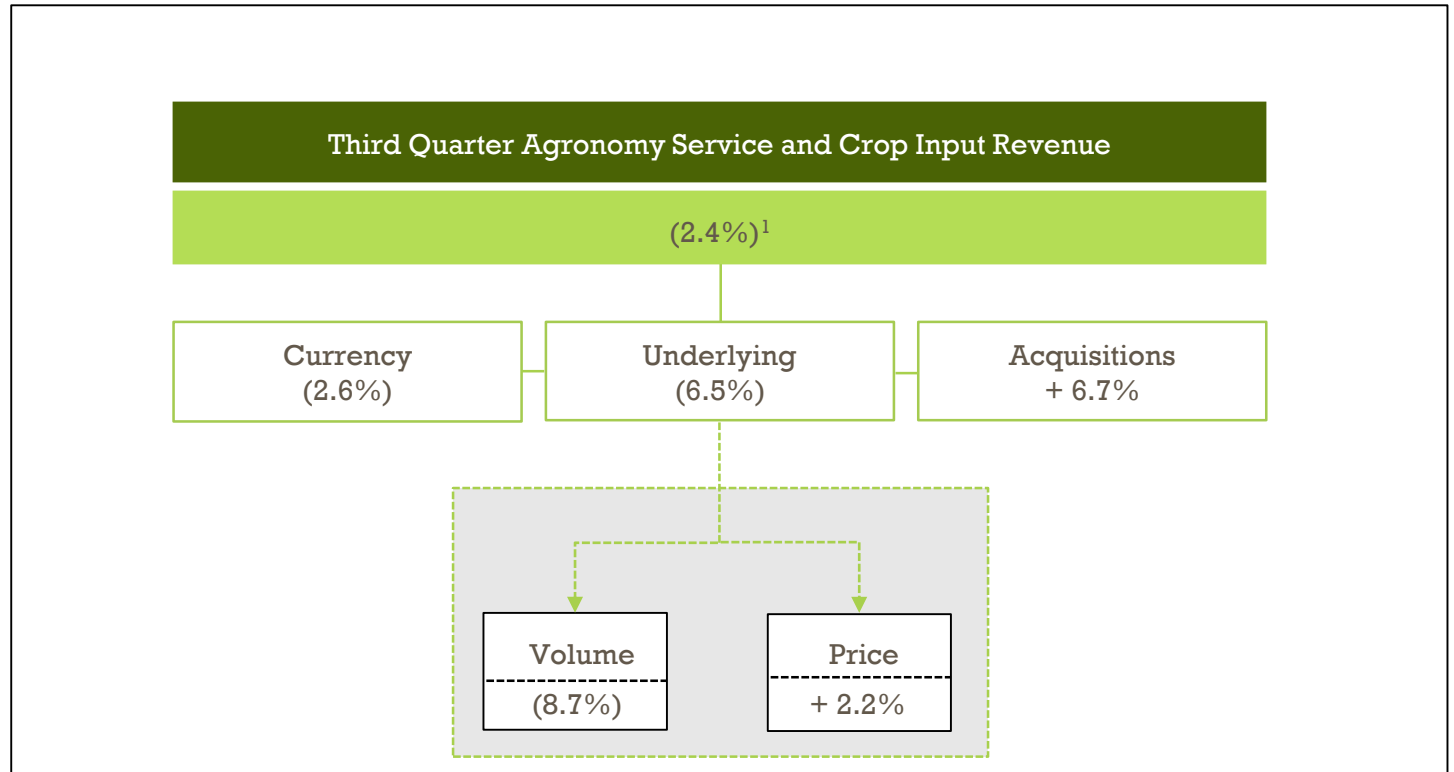 Third Quarter Agronomy Service and Crop Input Revenue
(2.4%)¹
Currency
(2.6%)
Underlying
(6.5%)
Acquisitions
+ 6.7%
Volume
(8.7%)
Price
+ 2.2%